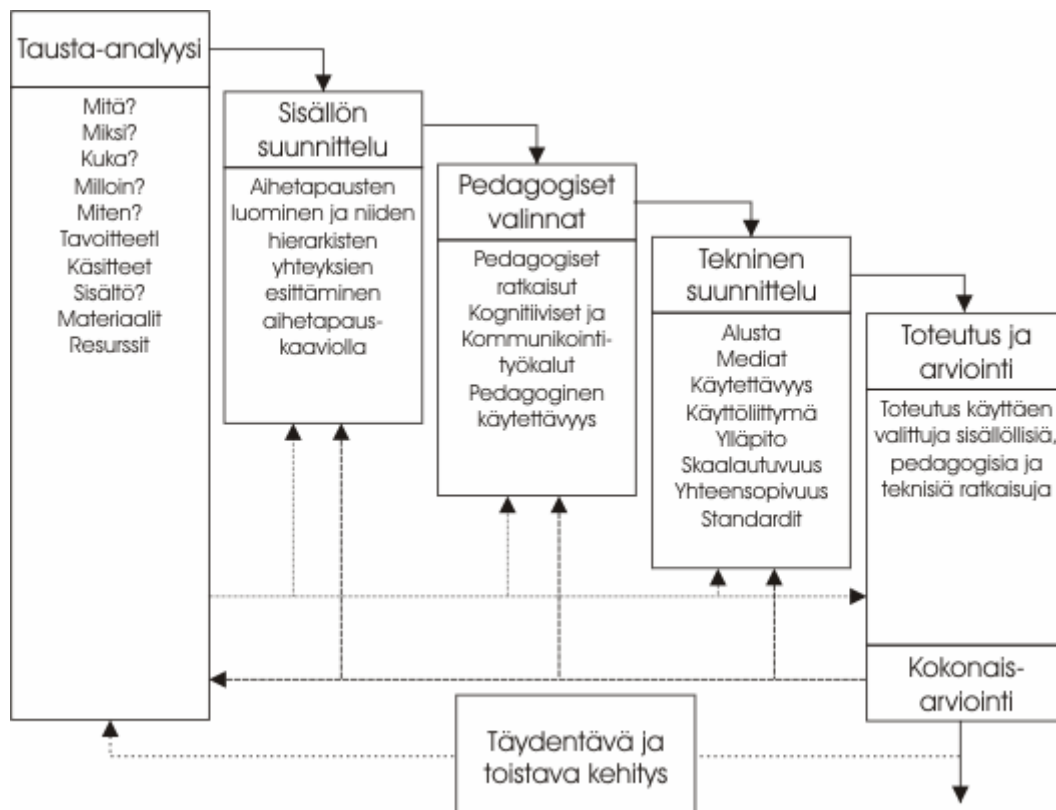 Tausta-analyysi
Mitä?
Miksi?
Kuka?
Milloin?
Miten?
Tavoitteetl
Käsitteet
Sisältö?
Materiaalit
Resurssit
Sisällön
suunnittelu
Aihetapausten
luominen ja niiden
hierarkisten
yhteyksien
esittäminen
aihetapaus-
kaaviolla
Pedagogiset
valinnat
Pedagogiset
ratkaisut
Kognitiiviset ja
Kommunikointi-
työkalut
Pedagoginen
käytettävyys
Tekninen
suunnittelu
Alusta
Mediat
Käytettävyys
Käyttöliittymä
Ylläpito
Skaalautuvuus
Yhteensopivuus
Standardit
Toteutus ja
arviointi
Toteutus käyttäen
valittuja sisällöllisiä,
pedagogisia ja
teknisiä ratkaisuja
Kokonais-
arviointi
Täydentävä ja
toistava kehitys